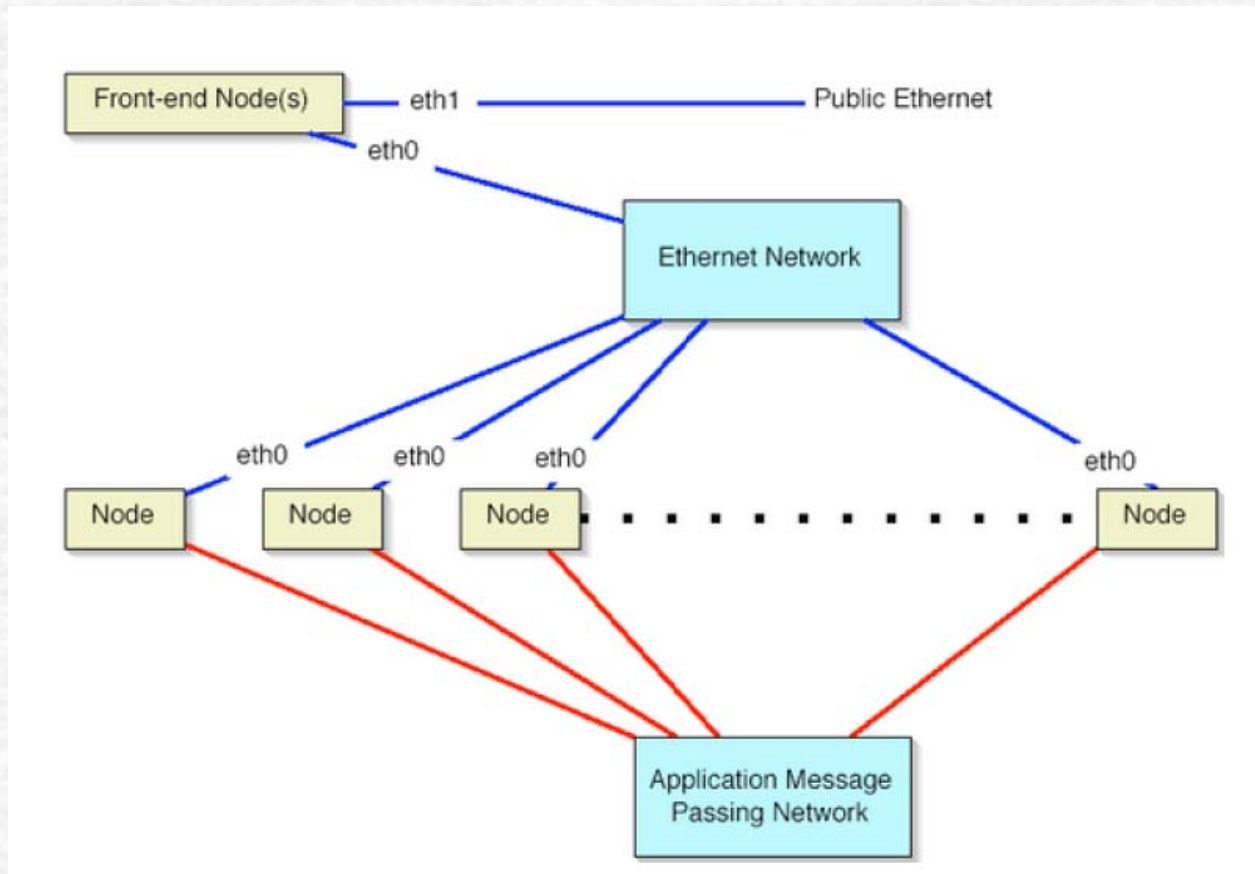 Front-end Node(s)
eth1
Public Ethernet
eth0
Ethernet Network
eth0
eth0
eth0
eth0
Node
Node
Node
Node
Application Message
Passing Network